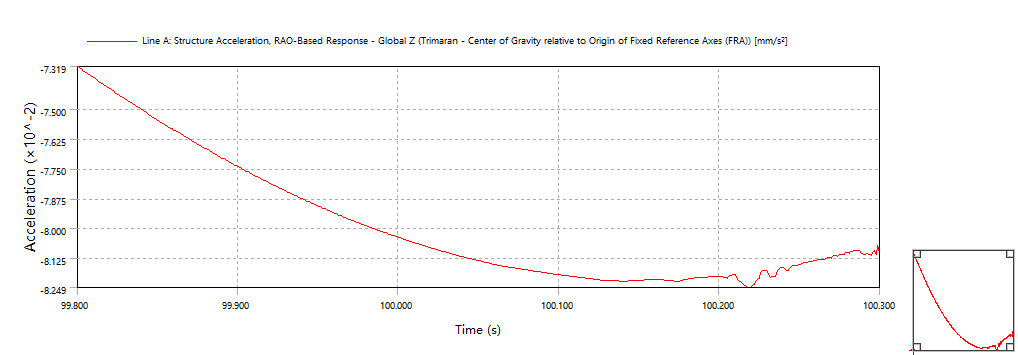 Line A: Structure Acceleration, RAO-Based Response - Global Z (Trimaran - Center of Gravity relative to Origin of Fixed Reference Axes (FRA)) [mm/s²]
Acceleration (×10^-2)
-7.319
-7.500
-7.625
-7.750
-7.875
-8.000
-8.125
-8.249
99.800 99.900 100.000 100.100 100.200 100.300
Time (s)